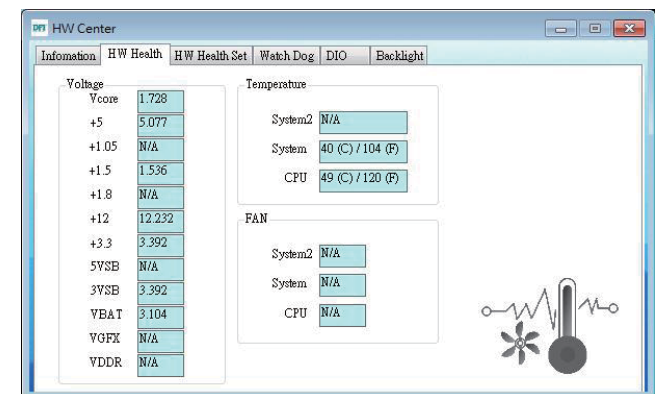 DFI HW Center
Infomation HW Health HW Health Set Watch Dog DIO Backlight
Voltage
Vcore 1.728
+5 5.077
+1.05 N/A
+1.5 1.536
+1.8 N/A
+12 12.232
+3.3 3.392
5VSB N/A
3VSB 3.392
VBAT 3.104
VGFX N/A
VDDR N/A
Temperature
System2 N/A
System 40 (C) / 104 (F)
CPU 49 (C) / 120 (F)
FAN
System2 N/A
System N/A
CPU N/A